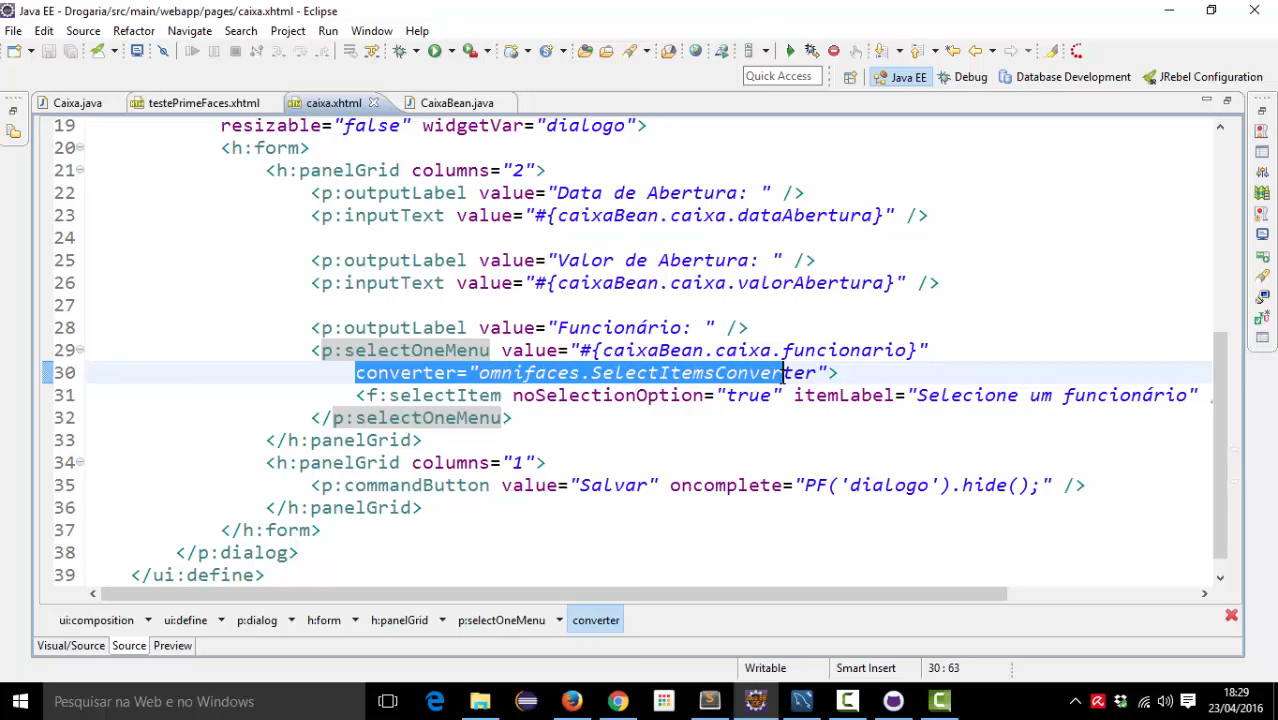 Java EE - Drogaria/src/main/webapp/pages/caixa.xhtml - Eclipse
File Edit Source Refactor Navigate Search Project Run Window Help
Quick Access Java EE Debug Database Development JRebel Configuration
Caixa.java testePrimeFaces.xhtml caixa.xhtml CaixaBean.java
19 resizable="false" widgetVar="dialogo">
20 <h:form>
21 <h:panelGrid columns="2">
22 <p:outputLabel value="Data de Abertura: " />
23 <p:inputText value="#{caixaBean.caixa.dataAbertura}" />
24
25 <p:outputLabel value="Valor de Abertura: " />
26 <p:inputText value="#{caixaBean.caixa.valorAbertura}" />
27
28 <p:outputLabel value="Funcionário: " />
29 <p:selectOneMenu value="#{caixaBean.caixa.funcionario}"
30 converter="omnifaces.SelectItemsConverter">
31 <f:selectItem noSelectionOption="true" itemLabel="Selecione um funcionário"
32 </p:selectOneMenu>
33 </h:panelGrid>
34 <h:panelGrid columns="1">
35 <p:commandButton value="Salvar" oncomplete="PF('dialogo').hide();" />
36 </h:panelGrid>
37 </h:form>
38 </p:dialog>
39 </ui:define>
ui:composition ui:define p:dialog h:form h:panelGrid p:selectOneMenu converter
Visual/Source Source Preview
Writable Smart Insert 30 : 63
Pesquisar na Web e no Windows
18:29
23/04/2016